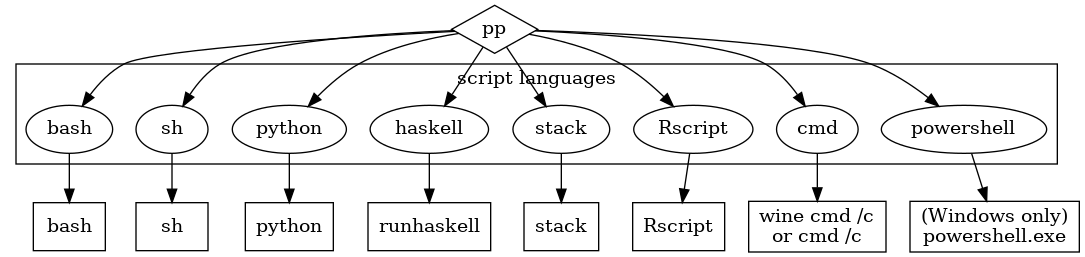 pp
script languages
bash
sh
python
haskell
stack
Rscript
cmd
powershell
bash
sh
python
runhaskell
stack
Rscript
wine cmd /c
or cmd /c
(Windows only)
powershell.exe